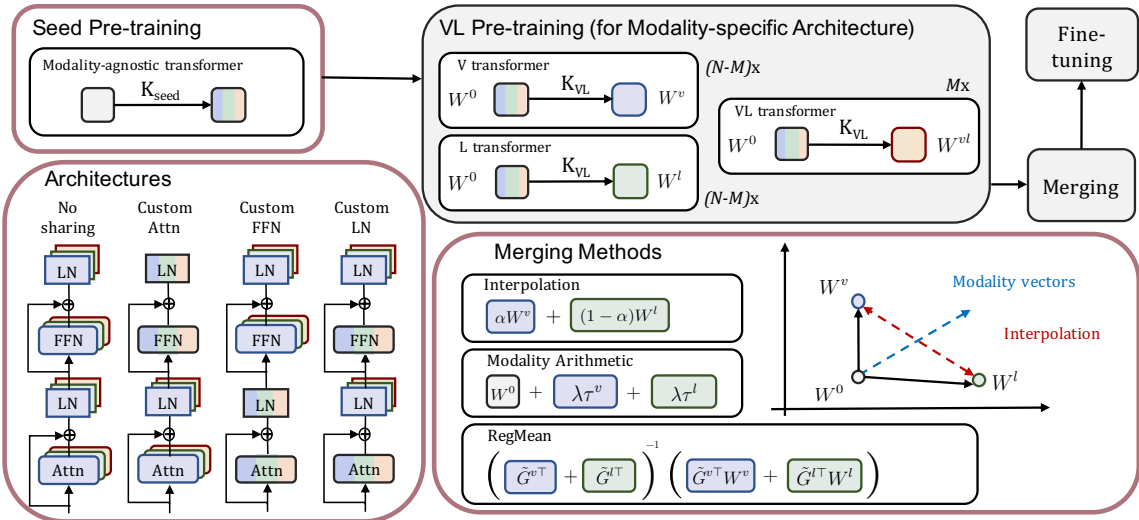 Seed Pre-training
Modality-agnostic transformer
K_seed
VL Pre-training (for Modality-specific Architecture)
V transformer
(N-M)x
W^0 K_VL W^v
L transformer
W^0 K_VL W^l
(N-M)x
Mx
VL transformer
W^0 K_VL W^{vl}
Fine-
tuning
Merging
Architectures
No
sharing
Custom
Attn
Custom
FFN
Custom
LN
LN LN LN LN
FFN FFN FFN FFN
LN LN LN LN
Attn Attn Attn Attn
Merging Methods
Interpolation
αW^v + (1 − α)W^l
Modality Arithmetic
W^0 + λτ^v + λτ^l
RegMean
(G̃^{v⊤} + G̃^{l⊤})^{-1} (G̃^{v⊤}W^v + G̃^{l⊤}W^l)
W^v
Modality vectors
Interpolation
W^0
W^l